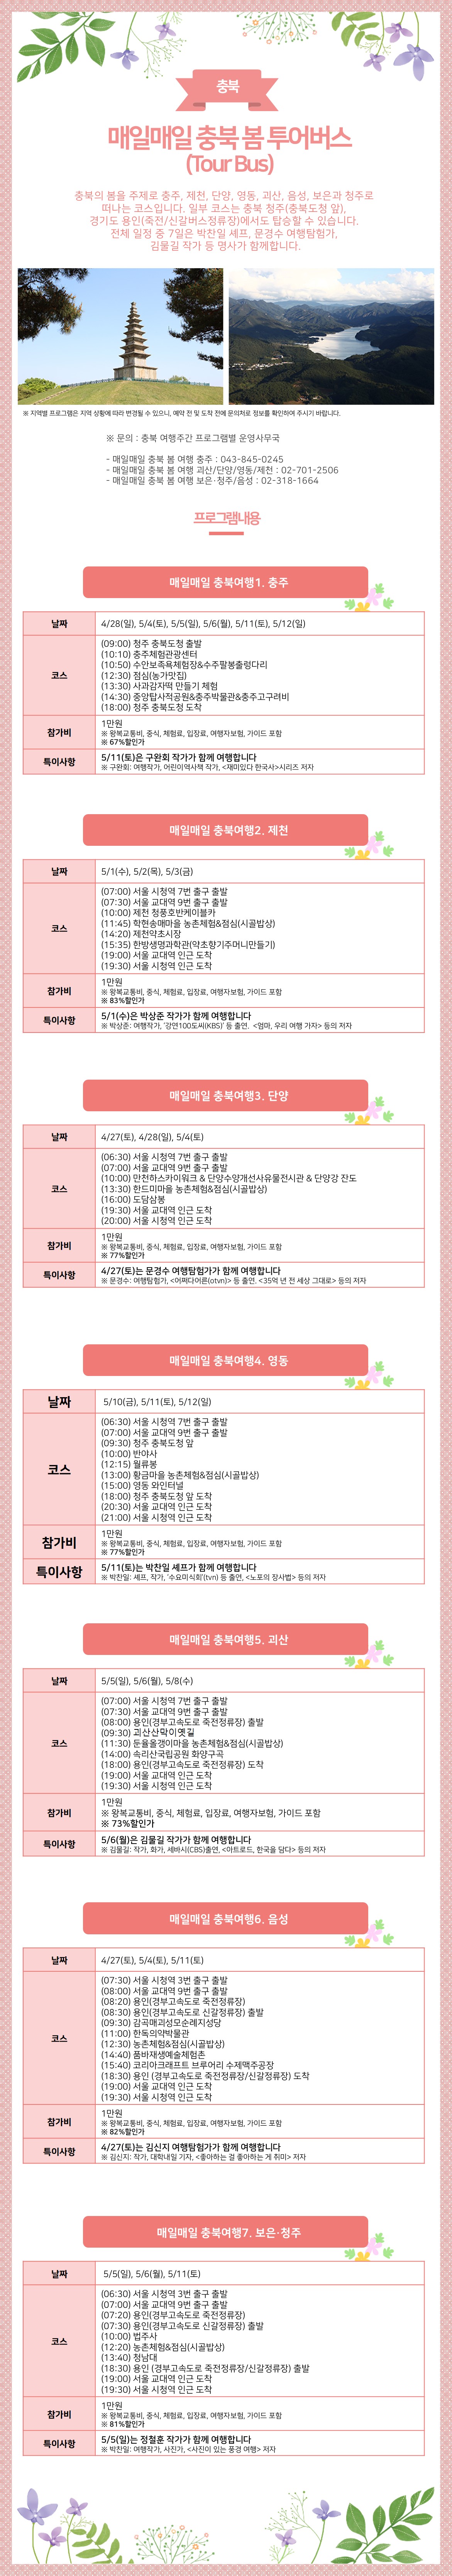 충북
매일매일 충북 봄 투어버스
(Tour Bus)
충북의 봄을 주제로 충주, 제천, 단양, 영동, 괴산, 음성, 보은과 청주로
떠나는 코스입니다. 일부 코스는 충북 청주(충북도청 앞),
경기도 용인(죽전/신갈버스정류장)에서도 탑승할 수 있습니다.
전체 일정 중 7일은 박찬일 셰프, 문경수 여행탐험가,
김물길 작가 등 명사가 함께합니다.
※ 지역별 프로그램은 지역 상황에 따라 변경될 수 있으니, 예약 전 및 도착 전에 문의처로 정보를 확인하여 주시기 바랍니다.
※ 문의 : 충북 여행주간 프로그램별 운영사무국
- 매일매일 충북 봄 여행 충주 : 043-845-0245
- 매일매일 충북 봄 여행 괴산/단양/영동/제천 : 02-701-2506
- 매일매일 충북 봄 여행 보은·청주/음성 : 02-318-1664
프로그램내용
매일매일 충북여행1. 충주
날짜
4/28(일), 5/4(토), 5/5(일), 5/6(월), 5/11(토), 5/12(일)
코스
(09:00) 청주 충북도청 출발
(10:10) 충주체험관광센터
(10:50) 수안보족욕체험장&수주팔봉출렁다리
(12:30) 점심(농가맛집)
(13:30) 사과감자떡 만들기 체험
(14:30) 중앙탑사적공원&충주박물관&충주고구려비
(18:00) 청주 충북도청 도착
참가비
1만원
※ 왕복교통비, 중식, 체험료, 입장료, 여행자보험, 가이드 포함
※ 67%할인가
특이사항
5/11(토)은 구완회 작가가 함께 여행합니다
※ 구완회: 여행작가, 어린이역사책 작가, <재미있다 한국사>시리즈 저자
매일매일 충북여행2. 제천
날짜
5/1(수), 5/2(목), 5/3(금)
코스
(07:00) 서울 시청역 7번 출구 출발
(07:30) 서울 교대역 9번 출구 출발
(10:00) 제천 청풍호반케이블카
(11:45) 학현송매마을 농촌체험&점심(시골밥상)
(14:20) 제천약초시장
(15:35) 한방생명과학관(약초향기주머니만들기)
(19:00) 서울 교대역 인근 도착
(19:30) 서울 시청역 인근 도착
참가비
1만원
※ 왕복교통비, 중식, 체험료, 입장료, 여행자보험, 가이드 포함
※ 83%할인가
특이사항
5/1(수)은 박상준 작가가 함께 여행합니다
※ 박상준: 여행작가, '강연100도씨(KBS)' 등 출연. <엄마, 우리 여행 가자> 등의 저자
매일매일 충북여행3. 단양
날짜
4/27(토), 4/28(일), 5/4(토)
코스
(06:30) 서울 시청역 7번 출구 출발
(07:00) 서울 교대역 9번 출구 출발
(10:00) 만천하스카이워크 & 단양수양개선사유물전시관 & 단양강 잔도
(13:30) 한드미마을 농촌체험&점심(시골밥상)
(16:00) 도담삼봉
(19:30) 서울 교대역 인근 도착
(20:00) 서울 시청역 인근 도착
참가비
1만원
※ 왕복교통비, 중식, 체험료, 입장료, 여행자보험, 가이드 포함
※ 77%할인가
특이사항
4/27(토)는 문경수 여행탐험가가 함께 여행합니다
※ 문경수: 여행탐험가, <어쩌다어른(otvn)> 등 출연. <35억 년 전 세상 그대로> 등의 저자
매일매일 충북여행4. 영동
날짜
5/10(금), 5/11(토), 5/12(일)
코스
(06:30) 서울 시청역 7번 출구 출발
(07:00) 서울 교대역 9번 출구 출발
(09:30) 청주 충북도청 앞
(10:00) 반야사
(12:15) 월류봉
(13:00) 황금마을 농촌체험&점심(시골밥상)
(15:00) 영동 와인터널
(18:00) 청주 충북도청 앞 도착
(20:30) 서울 교대역 인근 도착
(21:00) 서울 시청역 인근 도착
참가비
1만원
※ 왕복교통비, 중식, 체험료, 입장료, 여행자보험, 가이드 포함
※ 77%할인가
특이사항
5/11(토)는 박찬일 셰프가 함께 여행합니다
※ 박찬일: 셰프, 작가, '수요미식회'(tvn) 등 출연, <노포의 장사법> 등의 저자
매일매일 충북여행5. 괴산
날짜
5/5(일), 5/6(월), 5/8(수)
코스
(07:00) 서울 시청역 7번 출구 출발
(07:30) 서울 교대역 9번 출구 출발
(08:00) 용인(경부고속도로 죽전정류장) 출발
(09:30) 괴산산막이옛길
(11:30) 둔율올갱이마을 농촌체험&점심(시골밥상)
(14:00) 속리산국립공원 화양구곡
(18:00) 용인(경부고속도로 죽전정류장) 도착
(19:00) 서울 교대역 인근 도착
(19:30) 서울 시청역 인근 도착
참가비
1만원
※ 왕복교통비, 중식, 체험료, 입장료, 여행자보험, 가이드 포함
※ 73%할인가
특이사항
5/6(월)은 김물길 작가가 함께 여행합니다
※ 김물길: 작가, 화가, 세바시(CBS)출연, <아트로드, 한국을 담다> 등의 저자
매일매일 충북여행6. 음성
날짜
4/27(토), 5/4(토), 5/11(토)
코스
(07:30) 서울 시청역 3번 출구 출발
(08:00) 서울 교대역 9번 출구 출발
(08:20) 용인(경부고속도로 죽전정류장)
(08:30) 용인(경부고속도로 신갈정류장) 출발
(09:30) 감곡매괴성모순례지성당
(11:00) 한독의약박물관
(12:30) 농촌체험&점심(시골밥상)
(14:40) 품바재생예술체험촌
(15:40) 코리아크래프트 브루어리 수제맥주공장
(18:30) 용인 (경부고속도로 죽전정류장/신갈정류장) 도착
(19:00) 서울 교대역 인근 도착
(19:30) 서울 시청역 인근 도착
참가비
1만원
※ 왕복교통비, 중식, 체험료, 입장료, 여행자보험, 가이드 포함
※ 82%할인가
특이사항
4/27(토)는 김신지 여행탐험가가 함께 여행합니다
※ 김신지: 작가, 대학내일 기자, <좋아하는 걸 좋아하는 게 취미> 저자
매일매일 충북여행7. 보은·청주
날짜
5/5(일), 5/6(월), 5/11(토)
코스
(06:30) 서울 시청역 3번 출구 출발
(07:00) 서울 교대역 9번 출구 출발
(07:20) 용인(경부고속도로 죽전정류장)
(07:30) 용인(경부고속도로 신갈정류장) 출발
(10:00) 법주사
(12:20) 농촌체험&점심(시골밥상)
(13:40) 청남대
(18:30) 용인 (경부고속도로 죽전정류장/신갈정류장) 출발
(19:00) 서울 교대역 인근 도착
(19:30) 서울 시청역 인근 도착
참가비
1만원
※ 왕복교통비, 중식, 체험료, 입장료, 여행자보험, 가이드 포함
※ 81%할인가
특이사항
5/5(일)는 정철훈 작가가 함께 여행합니다
※ 박찬일: 여행작가, 사진가, <사진이 있는 풍경 여행> 저자